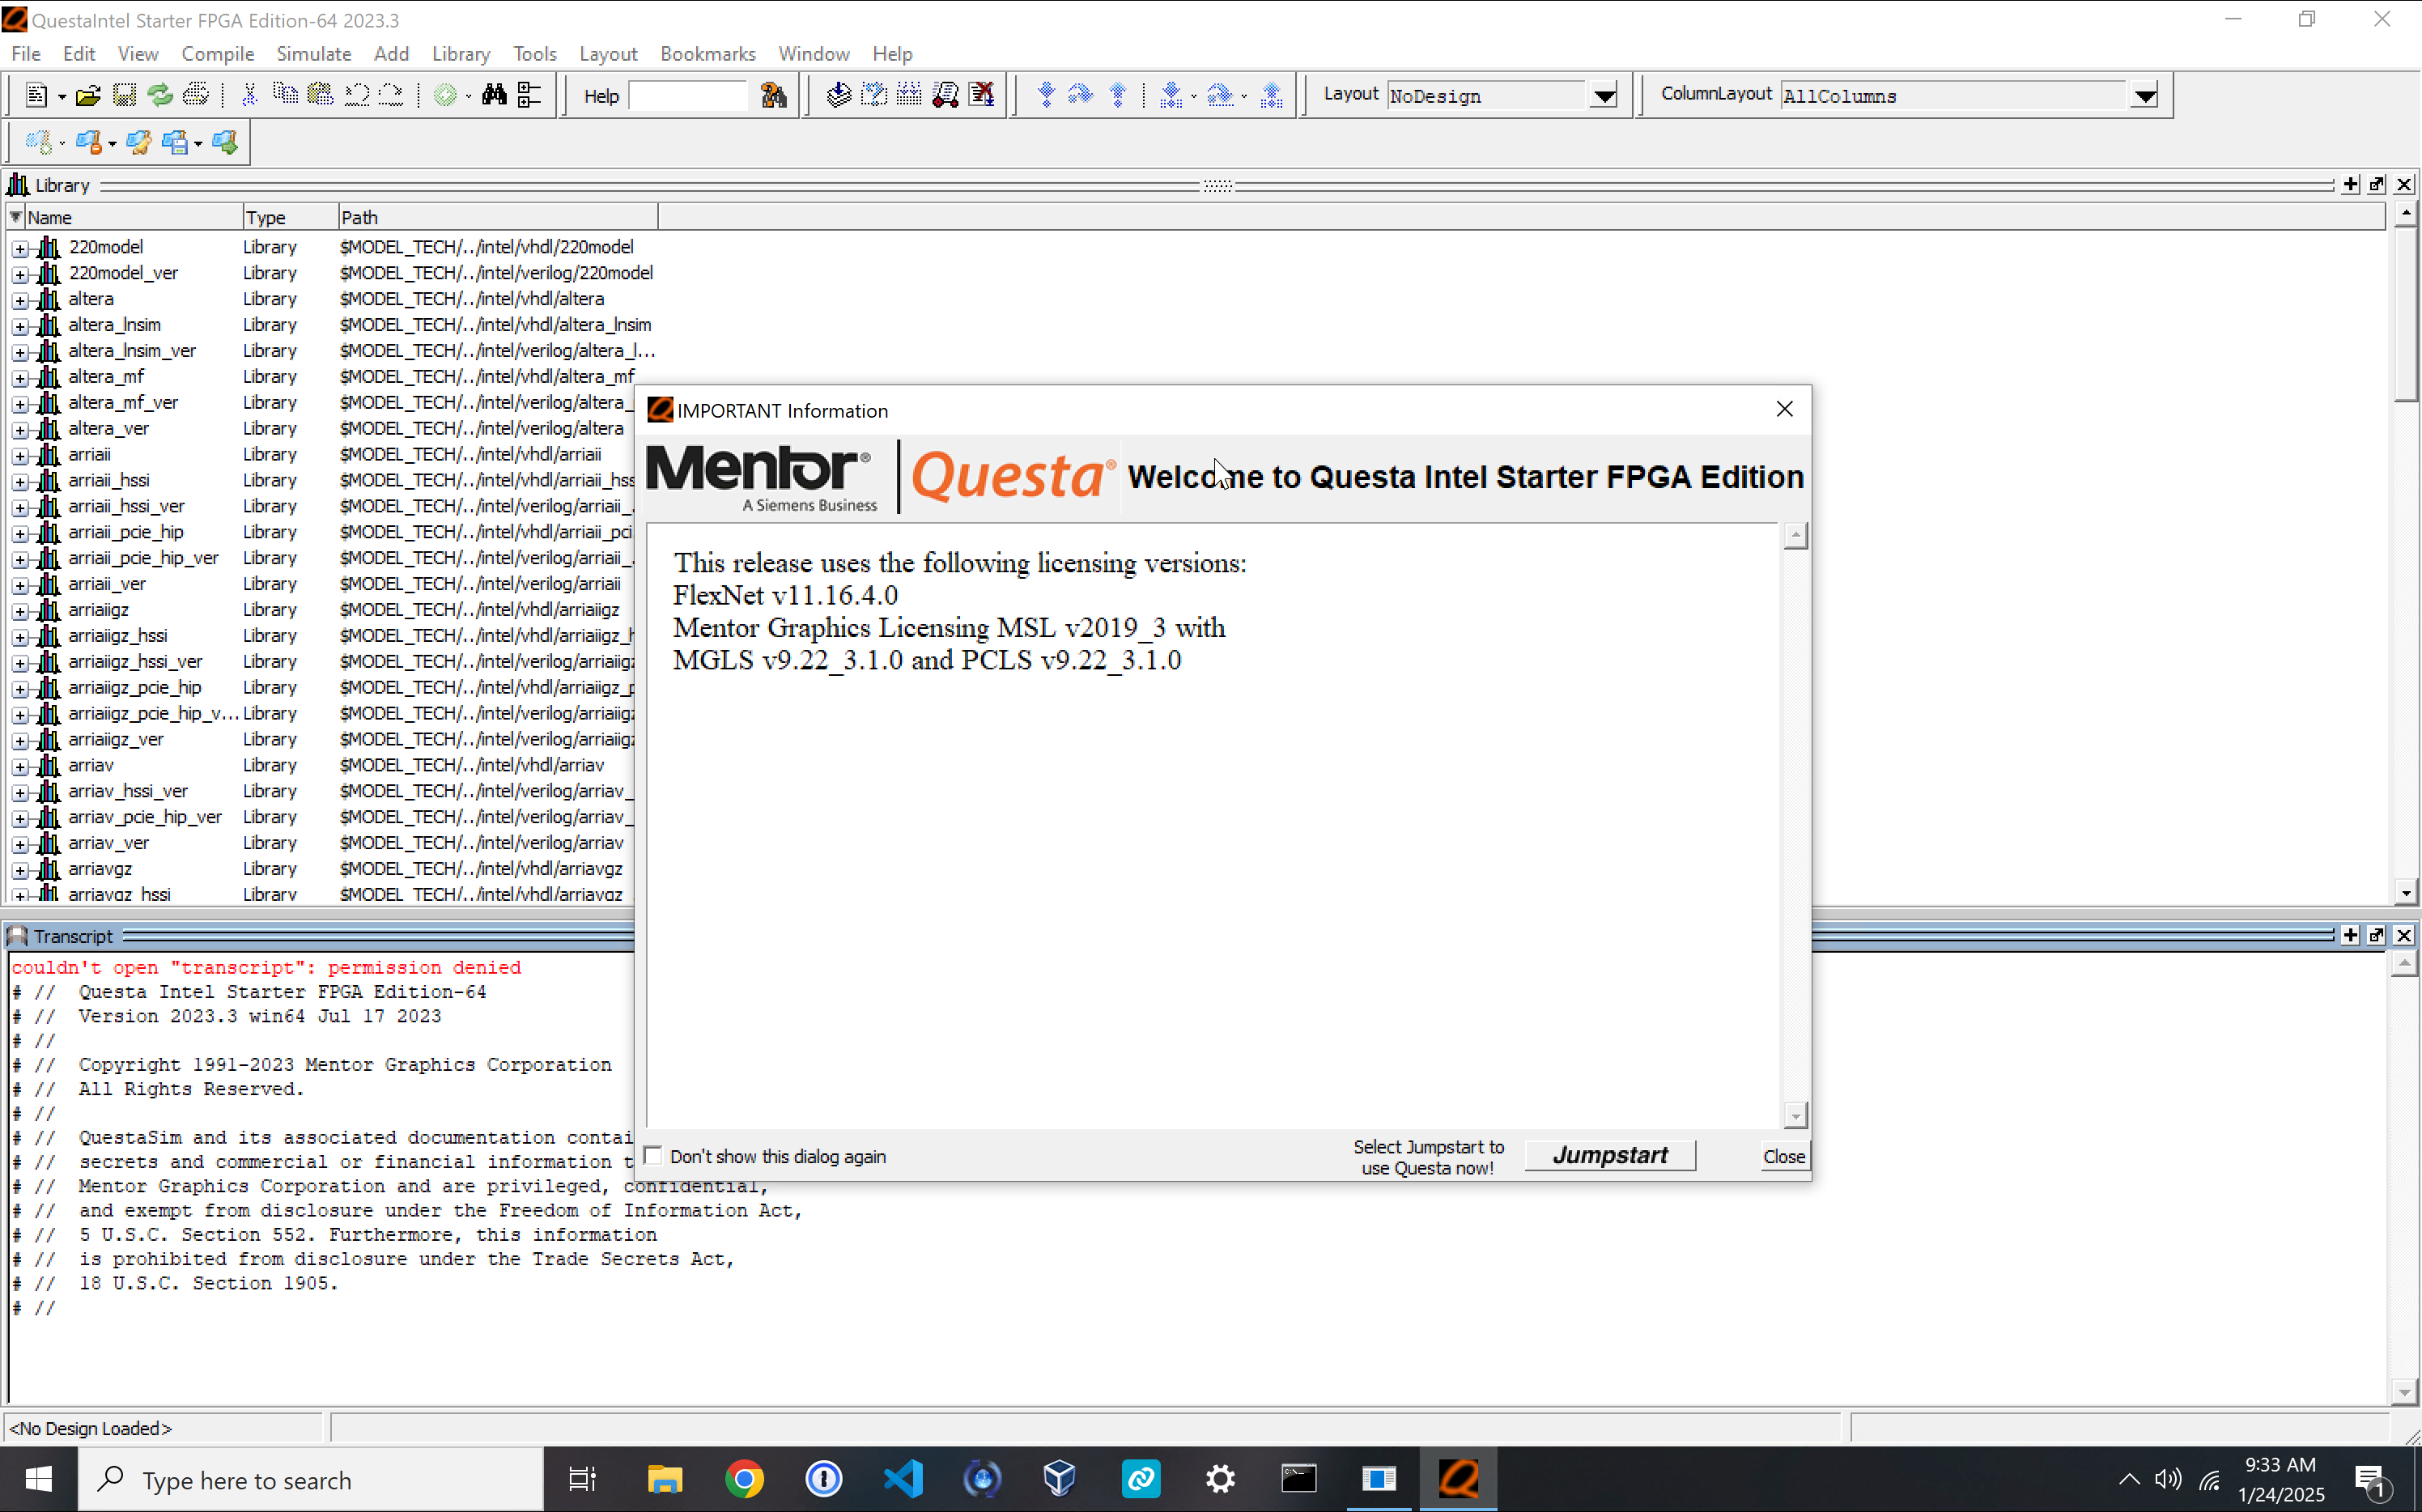 QuestaIntel Starter FPGA Edition-64 2023.3
File Edit View Compile Simulate Add Library Tools Layout Bookmarks Window Help
Help
Layout NoDesign
ColumnLayout AllColumns
Library
Name Type Path
220model Library $MODEL_TECH/../intel/vhdl/220model
220model_ver Library $MODEL_TECH/../intel/verilog/220model
altera Library $MODEL_TECH/../intel/vhdl/altera
altera_lnsim Library $MODEL_TECH/../intel/vhdl/altera_lnsim
altera_lnsim_ver Library $MODEL_TECH/../intel/verilog/altera_l...
altera_mf Library $MODEL_TECH/../intel/vhdl/altera_mf
altera_mf_ver Library $MODEL_TECH/../intel/verilog/altera_
altera_ver Library $MODEL_TECH/../intel/verilog/altera
arriaii Library $MODEL_TECH/../intel/vhdl/arriaii
arriaii_hssi Library $MODEL_TECH/../intel/vhdl/arriaii_hss
arriaii_hssi_ver Library $MODEL_TECH/../intel/verilog/arriaii_.
arriaii_pcie_hip Library $MODEL_TECH/../intel/vhdl/arriaii_pci
arriaii_pcie_hip_ver Library $MODEL_TECH/../intel/verilog/arriaii_.
arriaii_ver Library $MODEL_TECH/../intel/verilog/arriaii
arriaiigz Library $MODEL_TECH/../intel/vhdl/arriaiigz
arriaiigz_hssi Library $MODEL_TECH/../intel/vhdl/arriaiigz_h
arriaiigz_hssi_ver Library $MODEL_TECH/../intel/verilog/arriaiigz
arriaiigz_pcie_hip Library $MODEL_TECH/../intel/vhdl/arriaiigz_p
arriaiigz_pcie_hip_v... Library $MODEL_TECH/../intel/verilog/arriaiigz
arriaiigz_ver Library $MODEL_TECH/../intel/verilog/arriaiigz
arriav Library $MODEL_TECH/../intel/vhdl/arriav
arriav_hssi_ver Library $MODEL_TECH/../intel/verilog/arriav_
arriav_pcie_hip_ver Library $MODEL_TECH/../intel/verilog/arriav_
arriav_ver Library $MODEL_TECH/../intel/verilog/arriav
arriavgz Library $MODEL_TECH/../intel/vhdl/arriavgz
arriavgz_hssi Library $MODEL_TECH/../intel/vhdl/arriavgz
IMPORTANT Information
Mentor®
A Siemens Business
Questa®
Welcome to Questa Intel Starter FPGA Edition
This release uses the following licensing versions:
FlexNet v11.16.4.0
Mentor Graphics Licensing MSL v2019_3 with
MGLS v9.22_3.1.0 and PCLS v9.22_3.1.0
Don't show this dialog again
Select Jumpstart to
use Questa now!
Jumpstart
Close
Transcript
couldn't open "transcript": permission denied
# // Questa Intel Starter FPGA Edition-64
# // Version 2023.3 win64 Jul 17 2023
# //
# // Copyright 1991-2023 Mentor Graphics Corporation
# // All Rights Reserved.
# //
# // QuestaSim and its associated documentation contai
# // secrets and commercial or financial information t
# // Mentor Graphics Corporation and are privileged, confidential,
# // and exempt from disclosure under the Freedom of Information Act,
# // 5 U.S.C. Section 552. Furthermore, this information
# // is prohibited from disclosure under the Trade Secrets Act,
# // 18 U.S.C. Section 1905.
# //
<No Design Loaded>
Type here to search
9:33 AM
1/24/2025
1